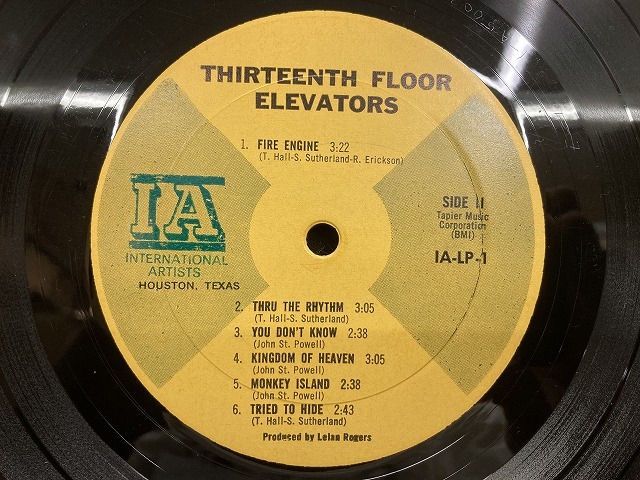 THIRTEENTH FLOOR
ELEVATORS
1. FIRE ENGINE 3:22
(T. Hall-S. Sutherland-R. Erickson)
IA
INTERNATIONAL
ARTISTS
HOUSTON, TEXAS
SIDE II
Tapier Music
Corporation
(BMI)
IA-LP-1
2. THRU THE RHYTHM 3:05
(T. Hall-S. Sutherland)
3. YOU DON'T KNOW 2:38
(John St. Powell)
4. KINGDOM OF HEAVEN 3:05
(John St. Powell)
5. MONKEY ISLAND 2:38
(John St. Powell)
6. TRIED TO HIDE 2:43
(T. Hall-S. Sutherland)
Produced by Lelan Rogers